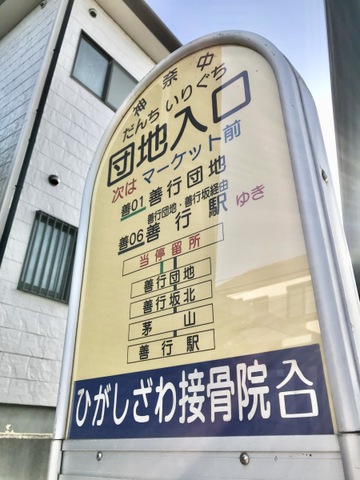 神奈中
だんちいりぐち
団地入口
次は マーケット前
善01 善行団地
善行団地・善行坂経由
善06 善行駅 ゆき
当停留所
善行団地
善行坂北
茅山
善行駅
ひがしざわ接骨院